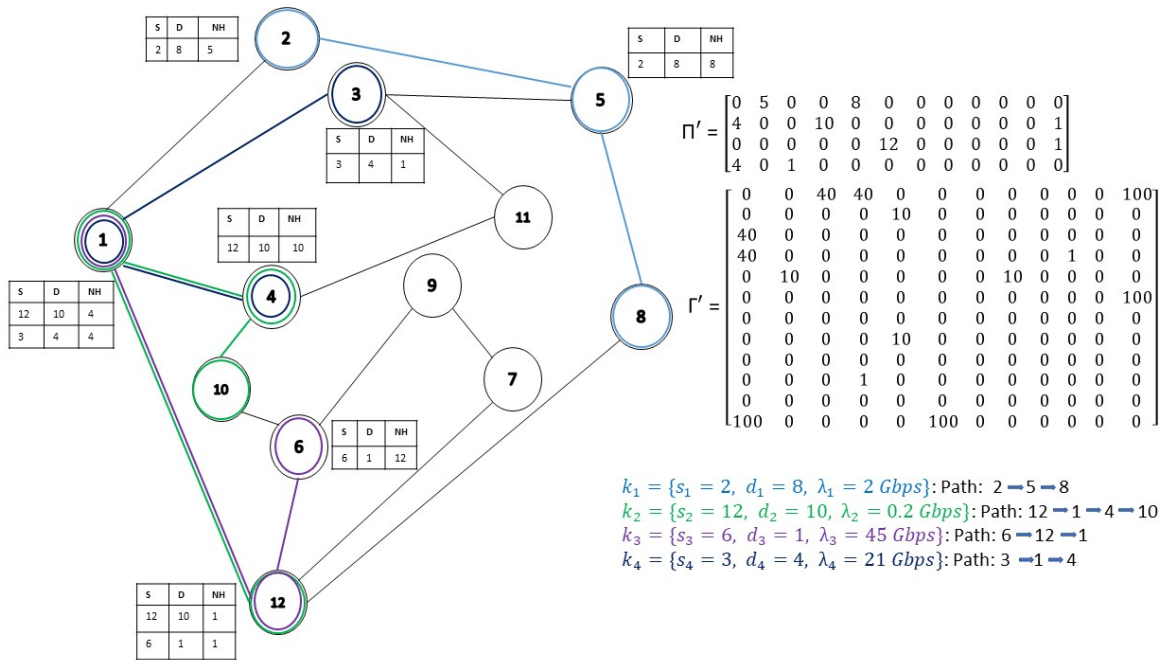 S D NH
2 8 5
2
S D NH
2 8 8
3
5
S D NH
3 4 1
S D NH
12 10 10
11
1
S D NH
12 10 4
3 4 4
4
9
8
10
7
6
S D NH
6 1 12
S D NH
12 10 1
6 1 1
12
Π′ =
0 5 0 0 8 0 0 0 0 0 0 0
4 0 0 10 0 0 0 0 0 0 0 1
0 0 0 0 0 12 0 0 0 0 0 1
4 0 1 0 0 0 0 0 0 0 0 0
Γ′ =
0 0 40 40 0 0 0 0 0 0 0 100
0 0 0 0 10 0 0 0 0 0 0 0
40 0 0 0 0 0 0 0 0 0 0 0
40 0 0 0 0 0 0 0 0 1 0 0
0 10 0 0 0 0 0 10 0 0 0 0
0 0 0 0 0 0 0 0 0 0 0 100
0 0 0 0 0 0 0 0 0 0 0 0
0 0 0 0 10 0 0 0 0 0 0 0
0 0 0 0 0 0 0 0 0 0 0 0
0 0 0 1 0 0 0 0 0 0 0 0
0 0 0 0 0 0 0 0 0 0 0 0
100 0 0 0 0 100 0 0 0 0 0 0
k₁ = {s₁ = 2, d₁ = 8, λ₁ = 2 Gbps}: Path: 2 ➡ 5 ➡ 8
k₂ = {s₂ = 12, d₂ = 10, λ₂ = 0.2 Gbps}: Path: 12 ➡ 1 ➡ 4 ➡ 10
k₃ = {s₃ = 6, d₃ = 1, λ₃ = 45 Gbps}: Path: 6 ➡ 12 ➡ 1
k₄ = {s₄ = 3, d₄ = 4, λ₄ = 21 Gbps}: Path: 3 ➡ 1 ➡ 4